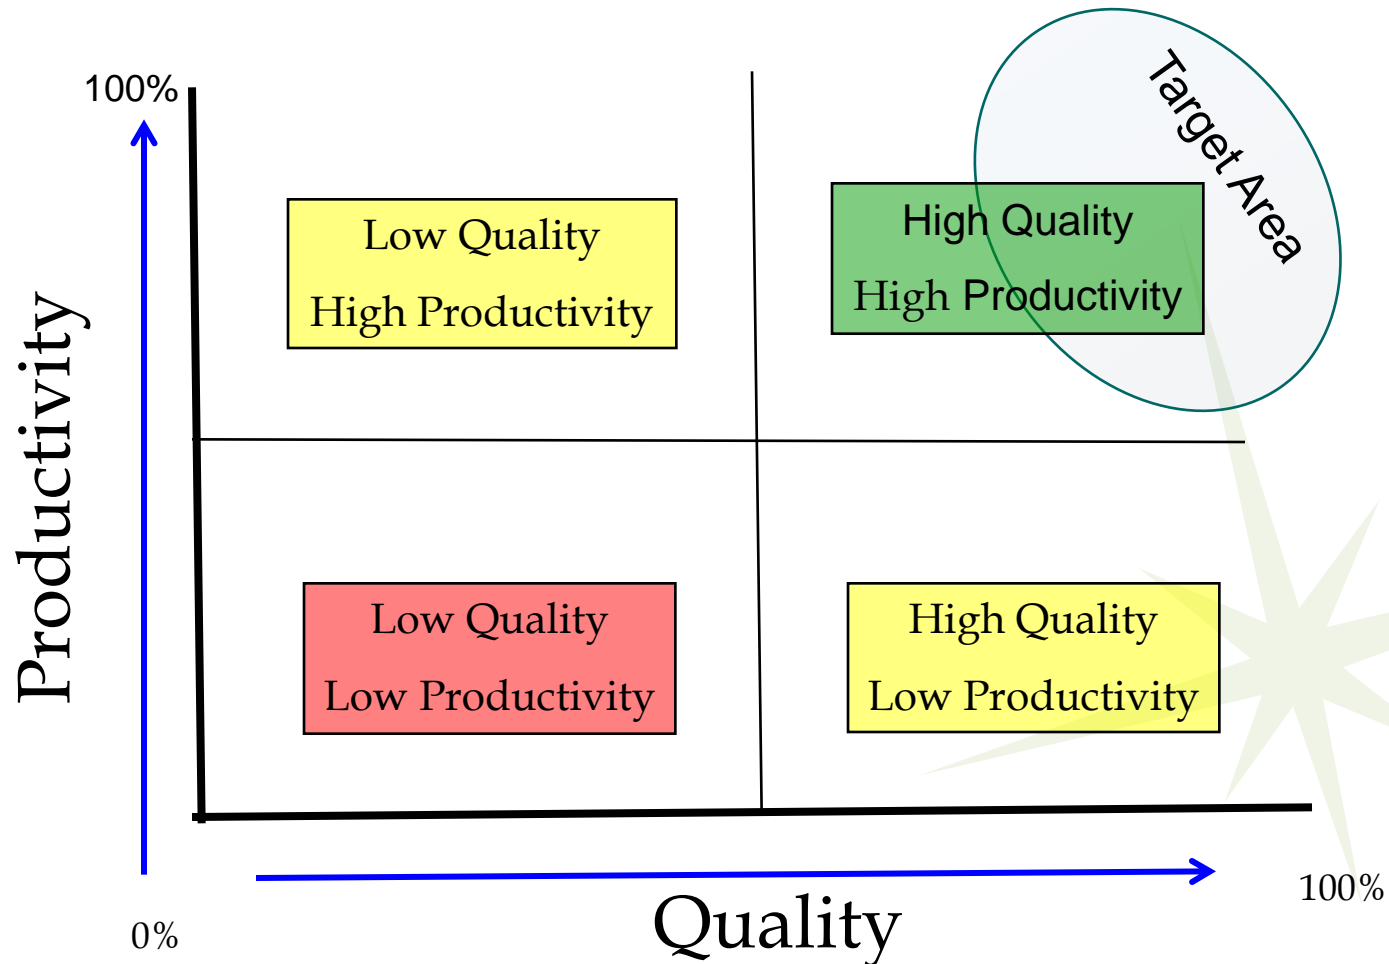 100%
Target Area
Low Quality
High Productivity
High Quality
High Productivity
Productivity
Low Quality
Low Productivity
High Quality
Low Productivity
100%
0%
Quality